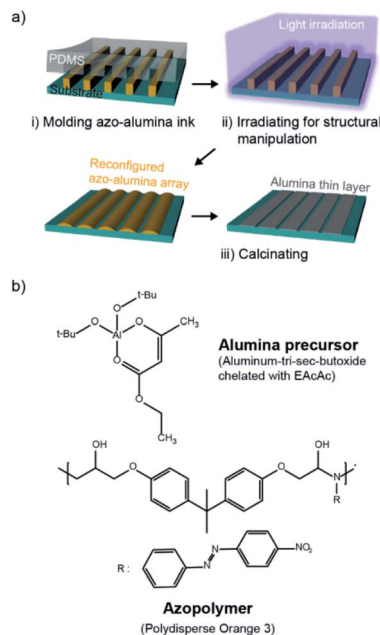 a)
Light irradiation
PDMS
Substrate
i) Molding azo-alumina ink
ii) Irradiating for structural
manipulation
Reconfigured
azo-alumina array
Alumina thin layer
iii) Calcinating
b)
t-Bu
O
t-Bu
O
Al
O
CH₃
O
O
CH₃
Alumina precursor
(Aluminum-tri-sec-butoxide
chelated with EAcAc)
OH
O
O
OH
N
R
R :
N
N
NO₂
Azopolymer
(Polydisperse Orange 3)